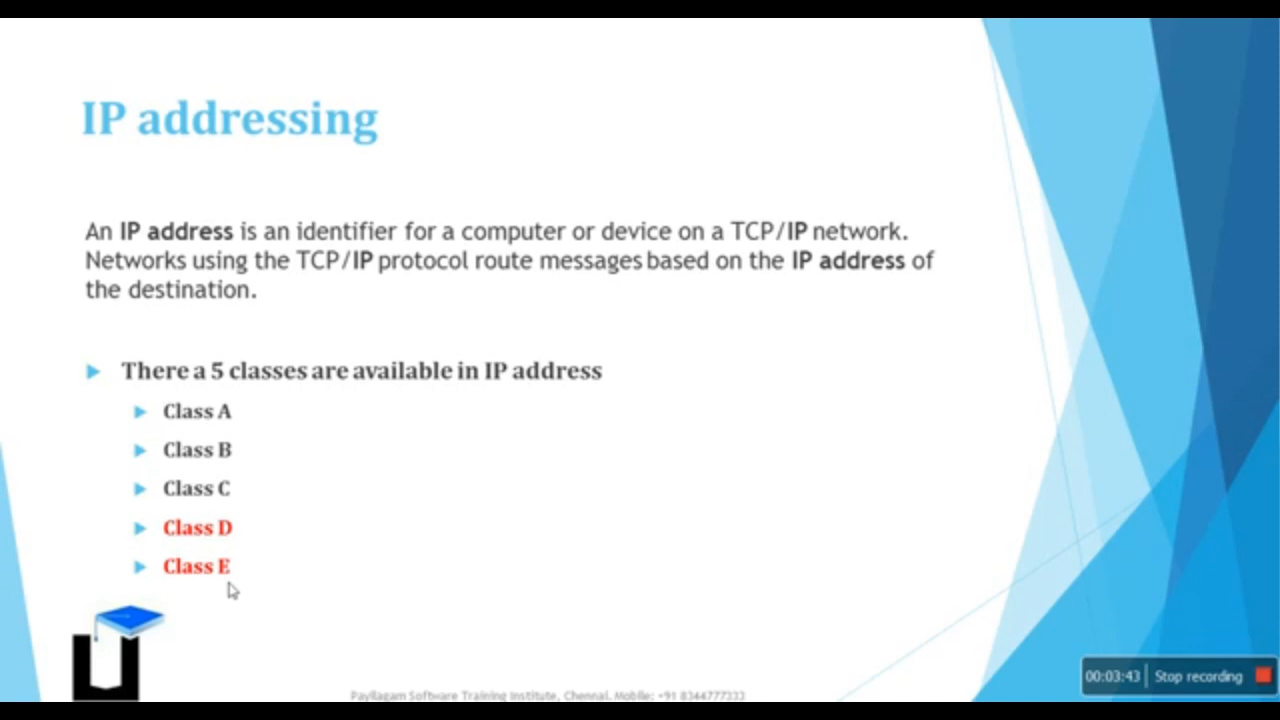 IP addressing
An IP address is an identifier for a computer or device on a TCP/IP network.
Networks using the TCP/IP protocol route messages based on the IP address of
the destination.
There a 5 classes are available in IP address
Class A
Class B
Class C
Class D
Class E
Payilagam Software Training Institute, Chennai. Mobile: +91 8344777333
00:03:43 Stop recording